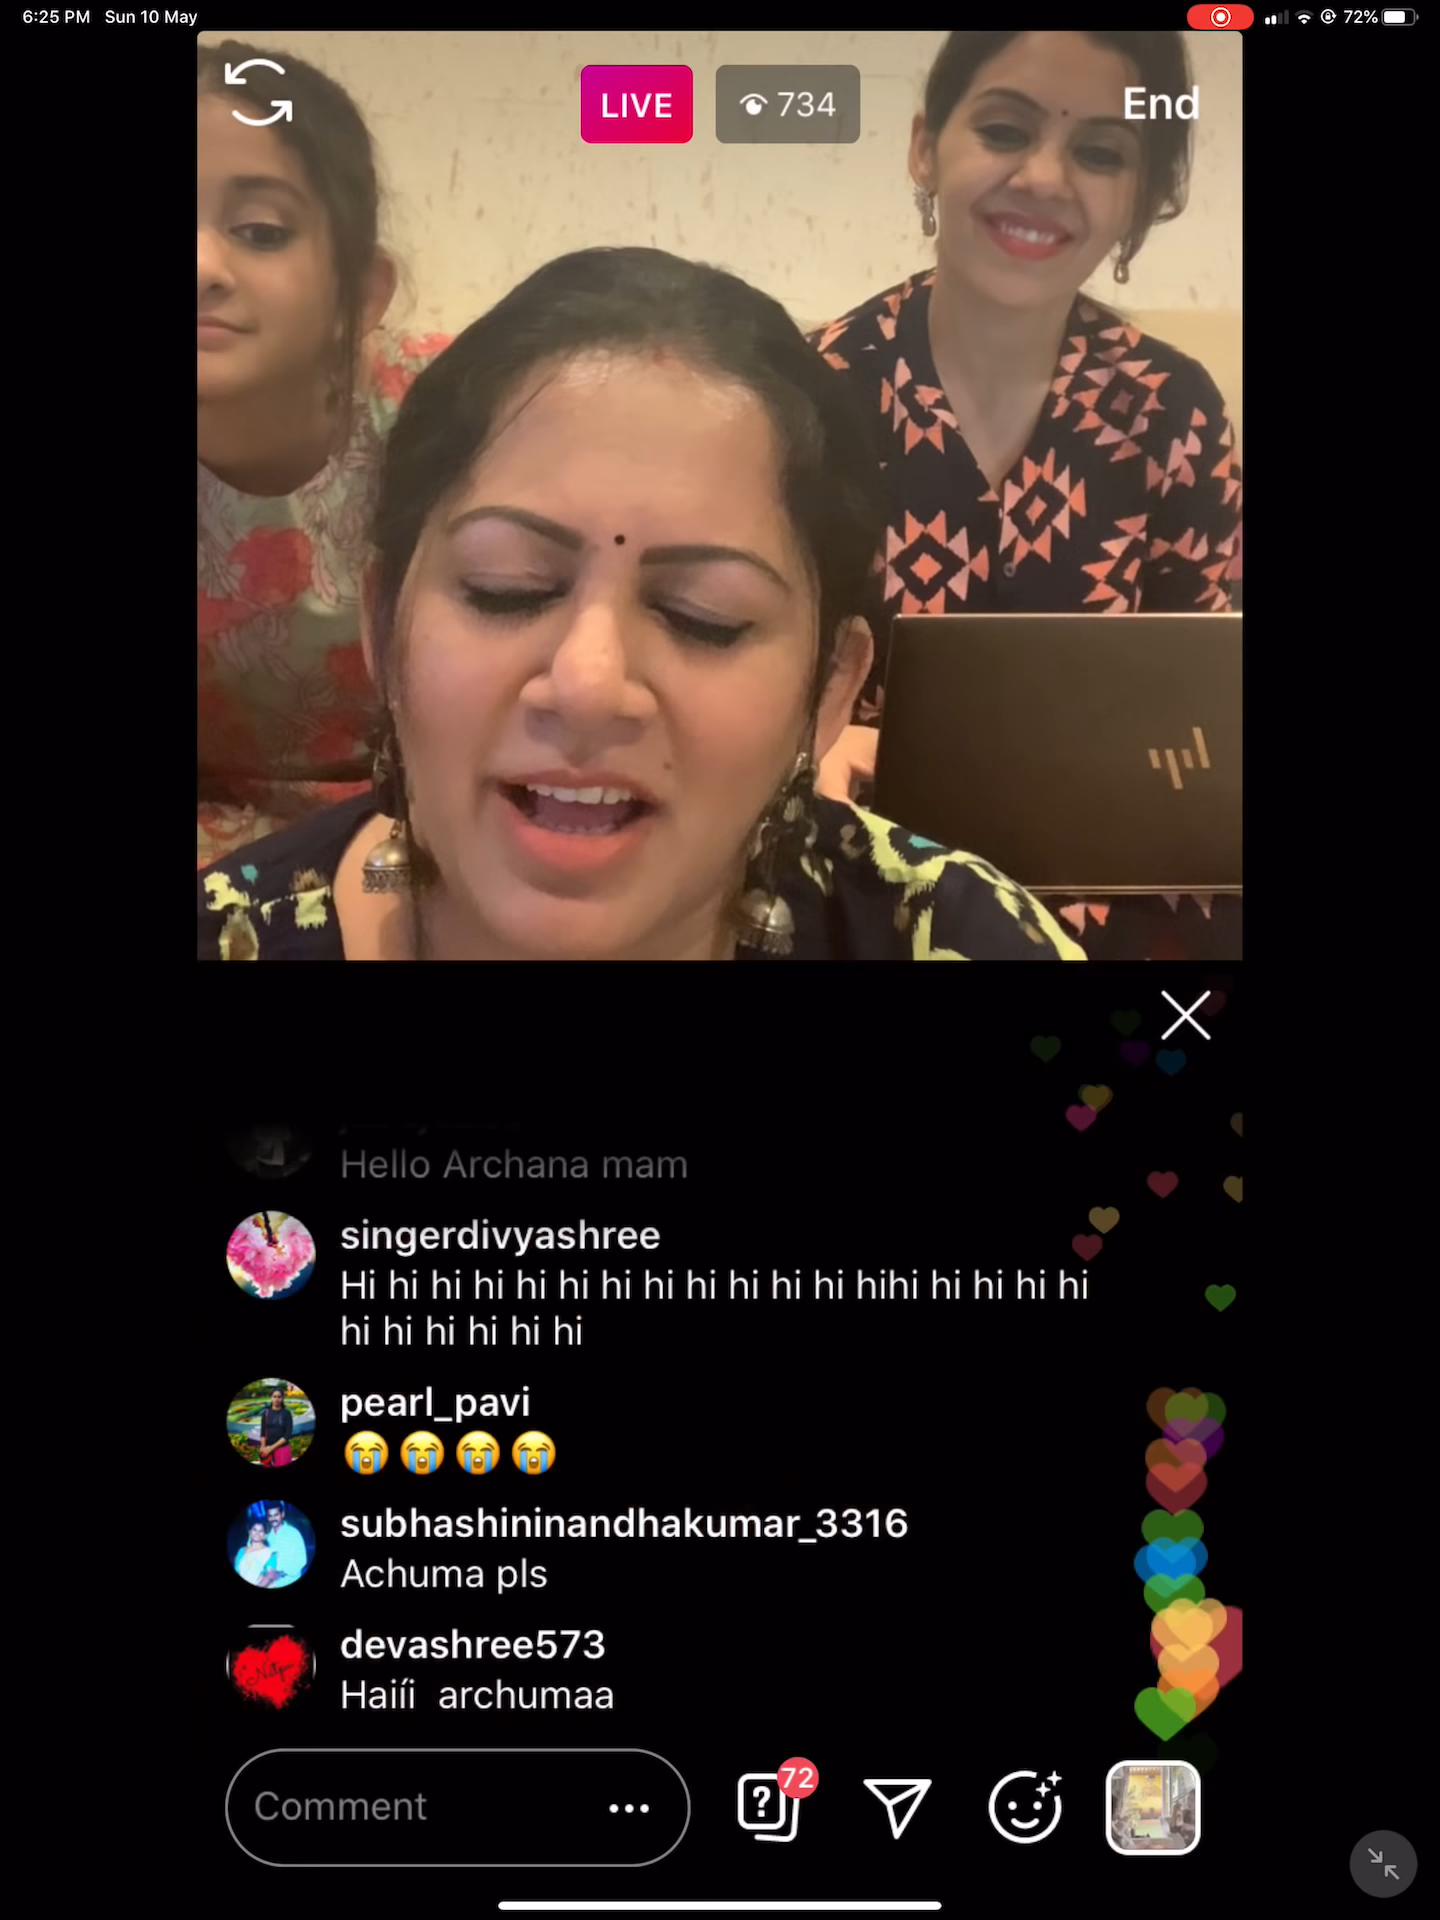 6:25 PM Sun 10 May
72%
LIVE
734
End
Hello Archana mam
singerdivyashree
Hi hi hi hi hi hi hi hi hi hi hi hi hihi hi hi hi hi
hi hi hi hi hi hi
pearl_pavi
😭😭😭😭
subhashininandhakumar_3316
Achuma pls
devashree573
Haiíi archumaa
Comment
72